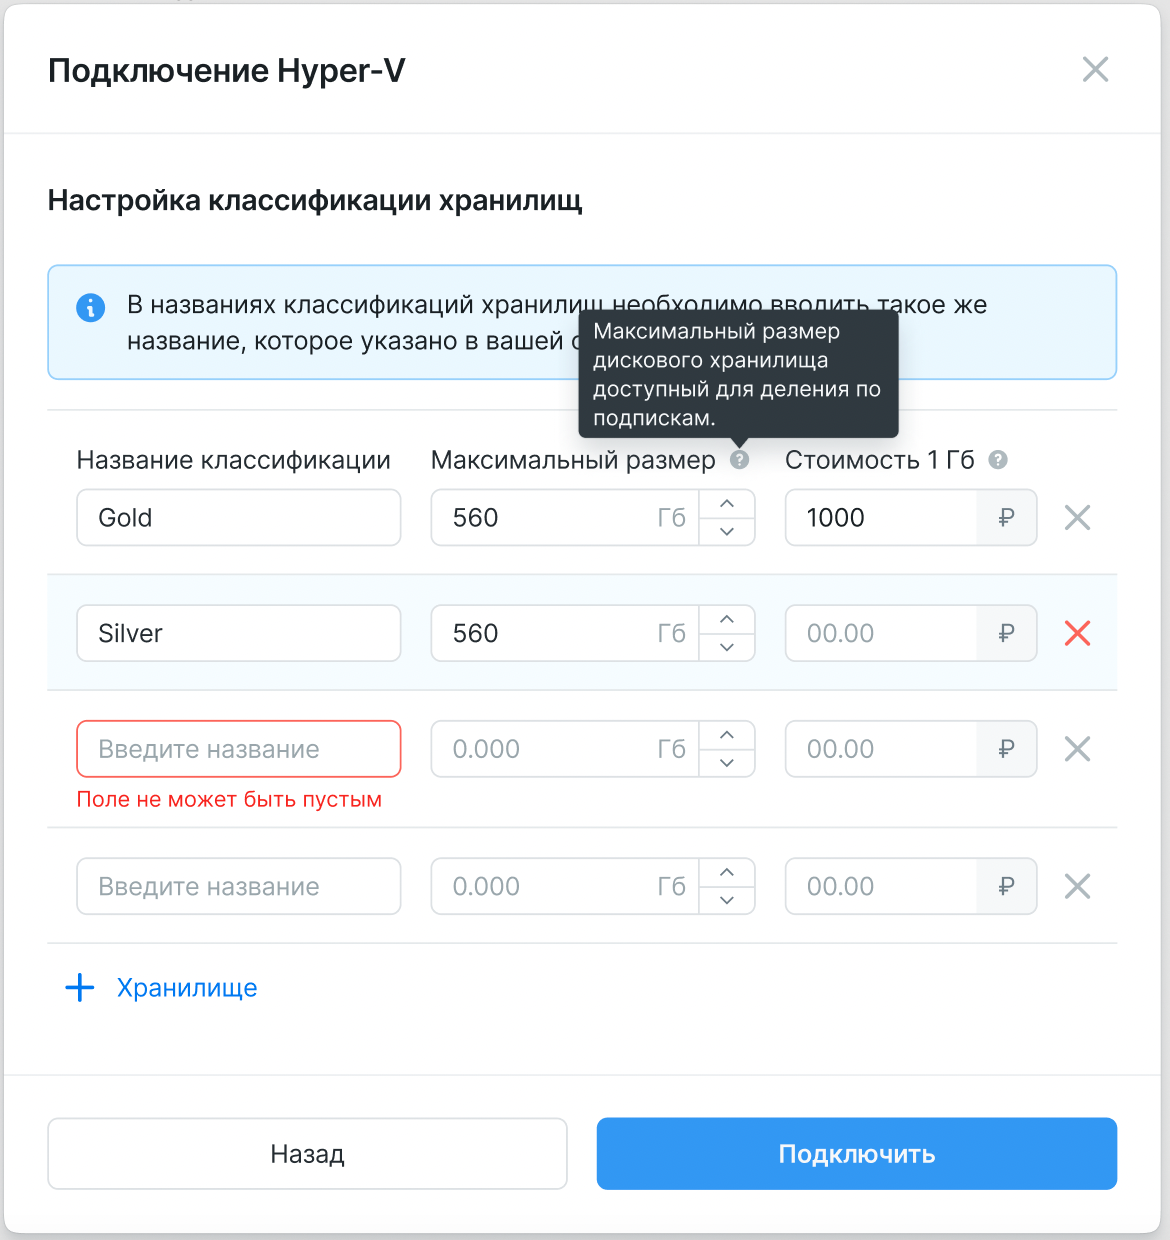 Подключение Hyper-V
Настройка классификации хранилищ
В названиях классификаций хранилищ необходимо вводить такое же
название, которое указано в вашей
Максимальный размер
дискового хранилища
доступный для деления по
подпискам.
Название классификации Максимальный размер ? Стоимость 1 Гб ?
Gold 560 Гб 1000 ₽
Silver 560 Гб 00.00 ₽
Введите название 0.000 Гб 00.00 ₽
Поле не может быть пустым
Введите название 0.000 Гб 00.00 ₽
Хранилище
Назад Подключить